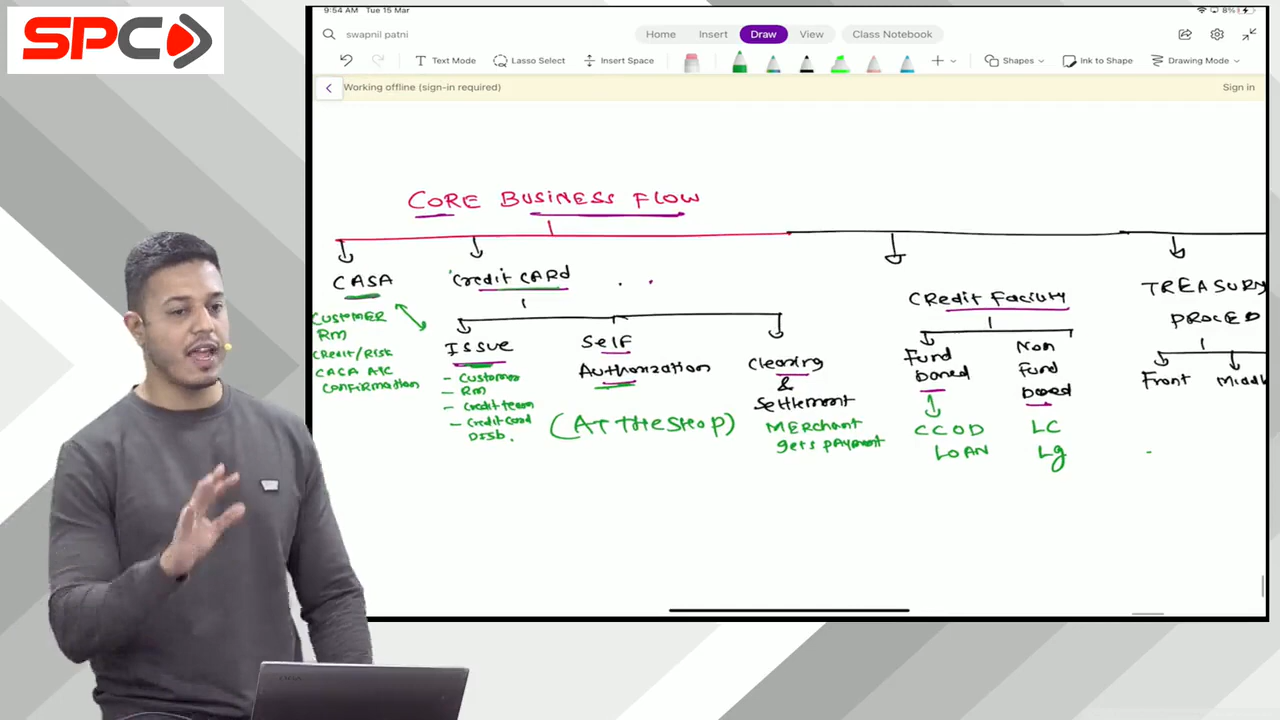 SPC
9:54 AM Tue 15 Mar
8%
swapnil patni
Home Insert Draw View Class Notebook
Text Mode Lasso Select Insert Space Shapes Ink to Shape Drawing Mode
Working offline (sign-in required) Sign in
CORE BUSINESS FLOW
CASA
CUSTOMER
Rm
Credit/Risk
CASA A/C
Confirmation
Credit CARD
Issue
- Customer
- Rm
- Credit team
- Credit Card
Self
Authorization
(AT THE SHOP)
Clearing
&
Settlement
MERchant
gets payment
CRedit Facility
Fund
based
CCOD
LOAN
Non
Fund
based
LC
Lg
TREASURY
Front Middl